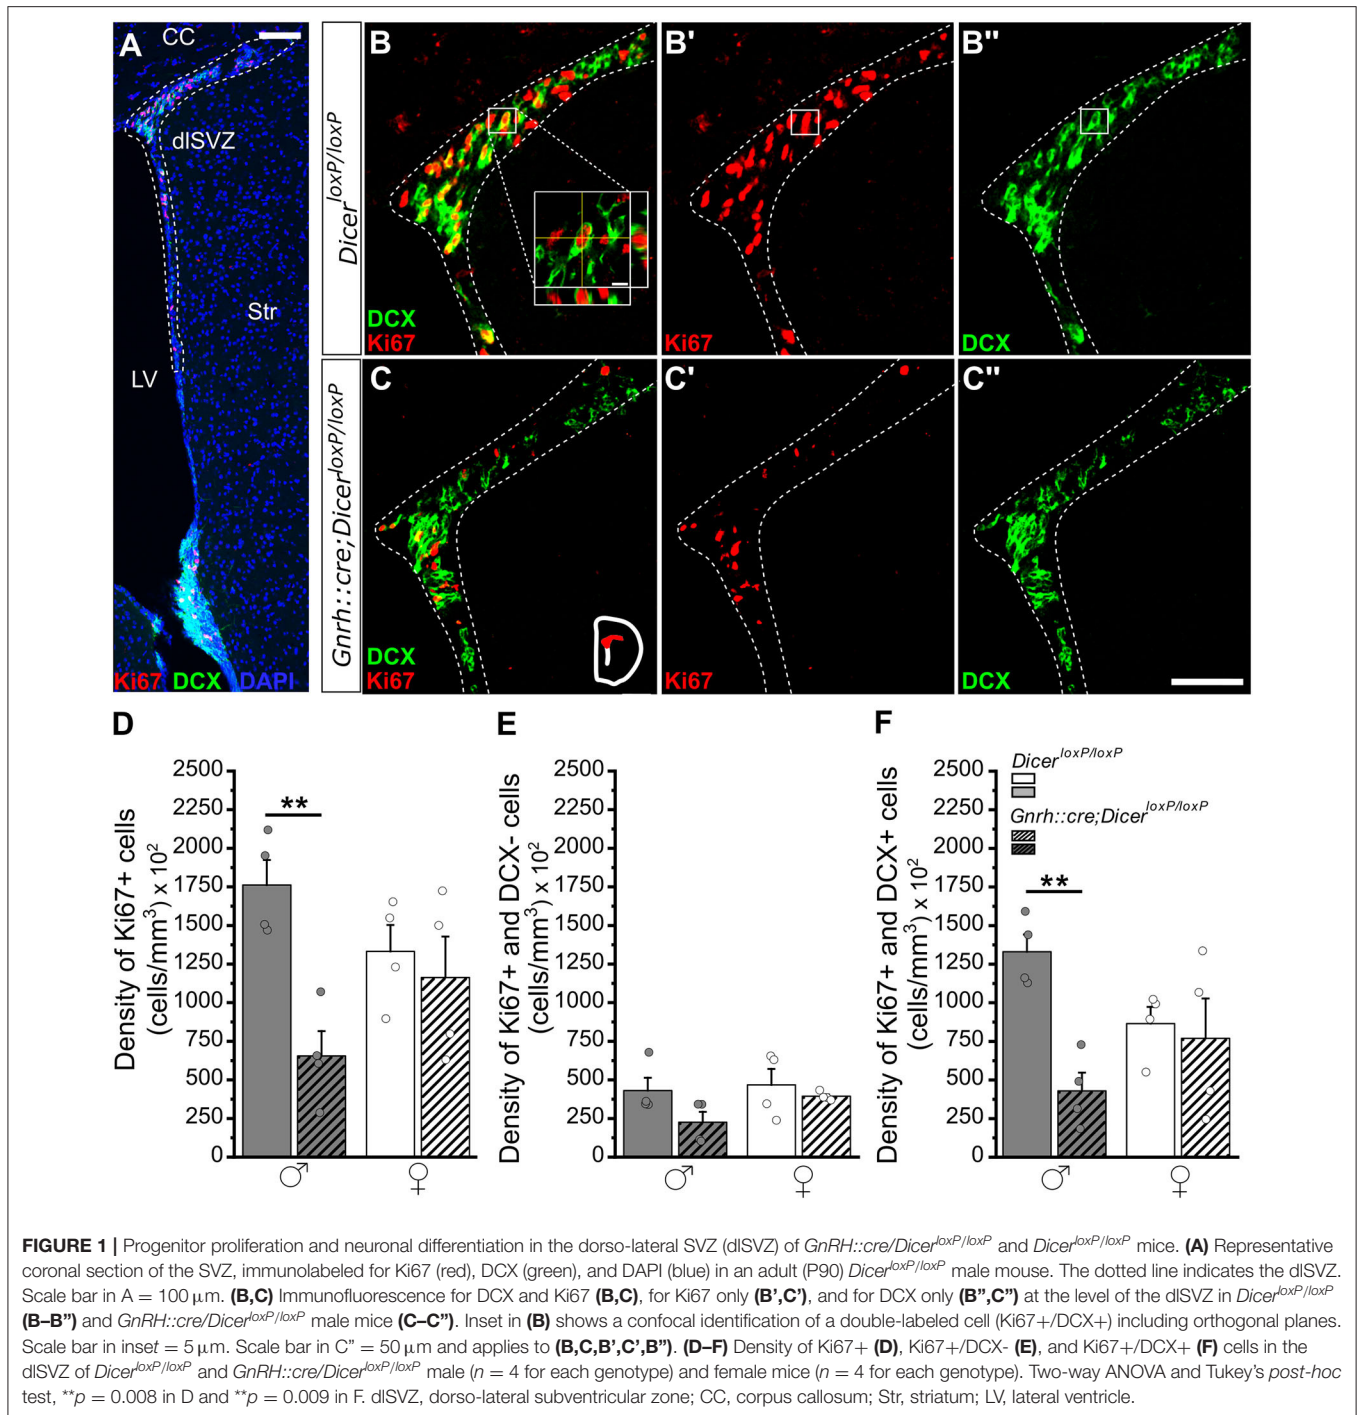 A
CC
dlSVZ
Str
LV
Ki67 DCX DAPI
Dicer^loxP/loxP
B
DCX
Ki67
B'
Ki67
B"
DCX
Gnrh::cre;Dicer^loxP/loxP
C
DCX
Ki67
C'
Ki67
C"
DCX
D
Density of Ki67+ cells
(cells/mm³) x 10²
2500
2250
2000
1750
1500
1250
1000
750
500
250
0
**
♂ ♀
E
Density of Ki67+ and DCX- cells
(cells/mm³) x 10²
2500
2250
2000
1750
1500
1250
1000
750
500
250
0
♂ ♀
F
Density of Ki67+ and DCX+ cells
(cells/mm³) x 10²
2500
2250
2000
1750
1500
1250
1000
750
500
250
0
Dicer^loxP/loxP
Gnrh::cre;Dicer^loxP/loxP
**
♂ ♀
FIGURE 1 | Progenitor proliferation and neuronal differentiation in the dorso-lateral SVZ (dlSVZ) of GnRH::cre/Dicer^loxP/loxP and Dicer^loxP/loxP mice. (A) Representative
coronal section of the SVZ, immunolabeled for Ki67 (red), DCX (green), and DAPI (blue) in an adult (P90) Dicer^loxP/loxP male mouse. The dotted line indicates the dlSVZ.
Scale bar in A = 100 μm. (B,C) Immunofluorescence for DCX and Ki67 (B,C), for Ki67 only (B',C'), and for DCX only (B",C") at the level of the dlSVZ in Dicer^loxP/loxP
(B–B") and GnRH::cre/Dicer^loxP/loxP male mice (C–C"). Inset in (B) shows a confocal identification of a double-labeled cell (Ki67+/DCX+) including orthogonal planes.
Scale bar in inset = 5 μm. Scale bar in C" = 50 μm and applies to (B,C,B',C',B"). (D–F) Density of Ki67+ (D), Ki67+/DCX- (E), and Ki67+/DCX+ (F) cells in the
dlSVZ of Dicer^loxP/loxP and GnRH::cre/Dicer^loxP/loxP male (n = 4 for each genotype) and female mice (n = 4 for each genotype). Two-way ANOVA and Tukey's post-hoc
test, **p = 0.008 in D and **p = 0.009 in F. dlSVZ, dorso-lateral subventricular zone; CC, corpus callosum; Str, striatum; LV, lateral ventricle.